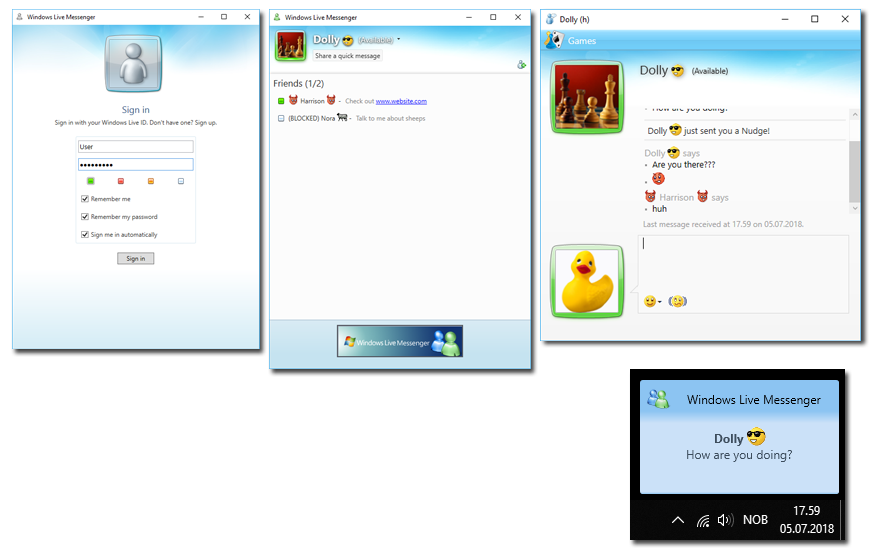 Windows Live Messenger
Sign in
Sign in with your Windows Live ID. Don't have one? Sign up.
User
•••••••••
Remember me
Remember my password
Sign me in automatically
Sign in
Windows Live Messenger
Dolly (Available)
Share a quick message
Friends (1/2)
Harrison - Check out www.website.com
(BLOCKED) Nora - Talk to me about sheeps
Windows Live Messenger
Dolly (h)
Games
Dolly (Available)
How are you doing?
Dolly just sent you a Nudge!
Dolly says
Are you there???
Harrison says
huh
Last message received at 17.59 on 05.07.2018.
Windows Live Messenger
Dolly
How are you doing?
NOB
17.59
05.07.2018